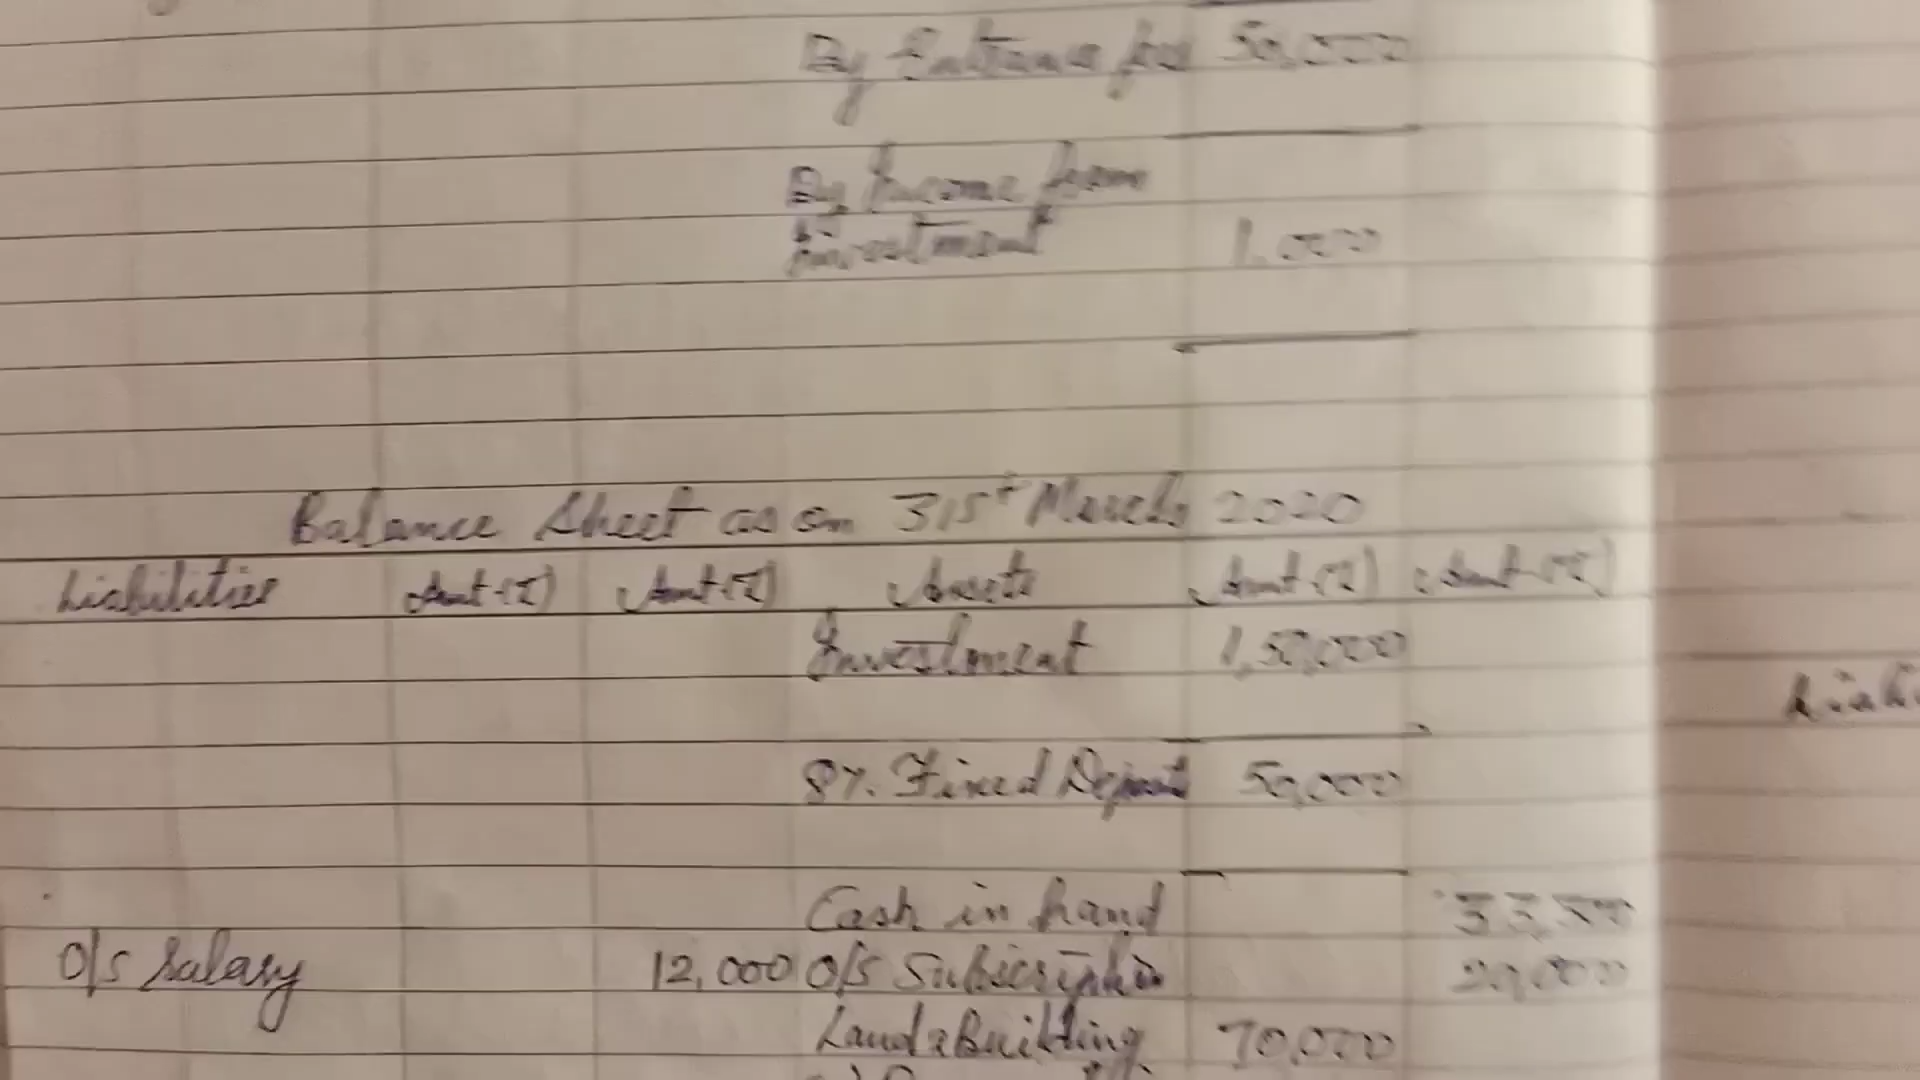 By Entrance fees 50,000
By Income from
Investment 1,000
Balance Sheet as on 31st March 2020
Liabilities Amt.(₹) Amt.(₹) Assets Amt.(₹) Amt.(₹)
Investment 1,50,000
8%. Fixed Deposit 50,000
Cash in hand
O/s Salary 12,000 O/s Subscription 20,000
Land & Building 70,000